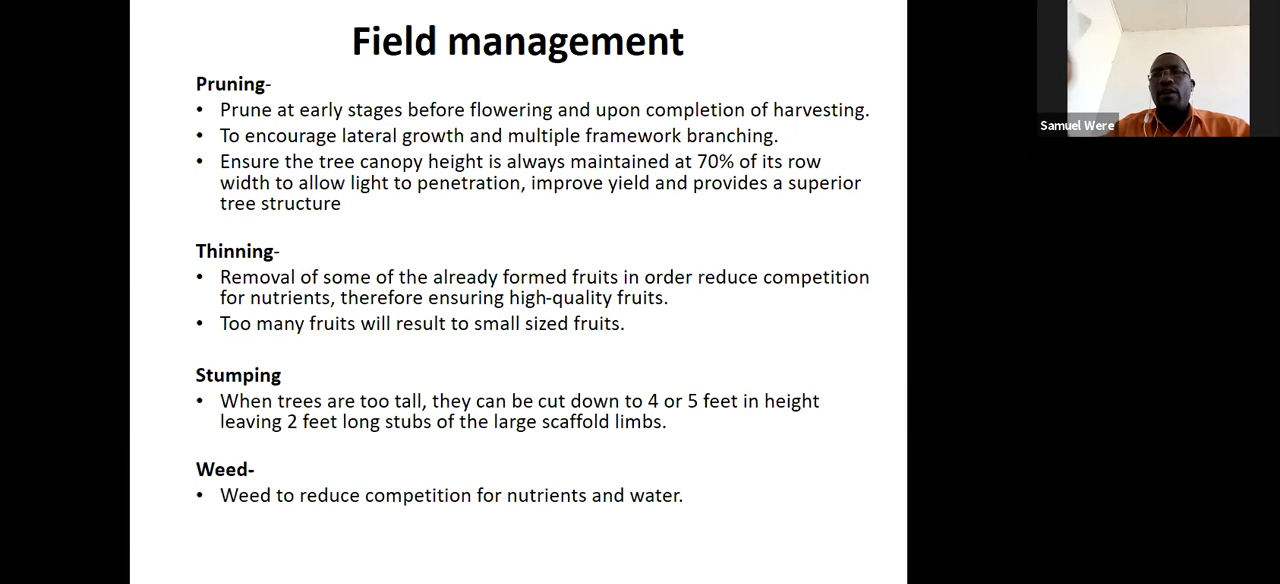 Field management
Pruning-
• Prune at early stages before flowering and upon completion of harvesting.
• To encourage lateral growth and multiple framework branching.
• Ensure the tree canopy height is always maintained at 70% of its row
width to allow light to penetration, improve yield and provides a superior
tree structure
Thinning-
• Removal of some of the already formed fruits in order reduce competition
for nutrients, therefore ensuring high-quality fruits.
• Too many fruits will result to small sized fruits.
Stumping
• When trees are too tall, they can be cut down to 4 or 5 feet in height
leaving 2 feet long stubs of the large scaffold limbs.
Weed-
• Weed to reduce competition for nutrients and water.
Samuel Were